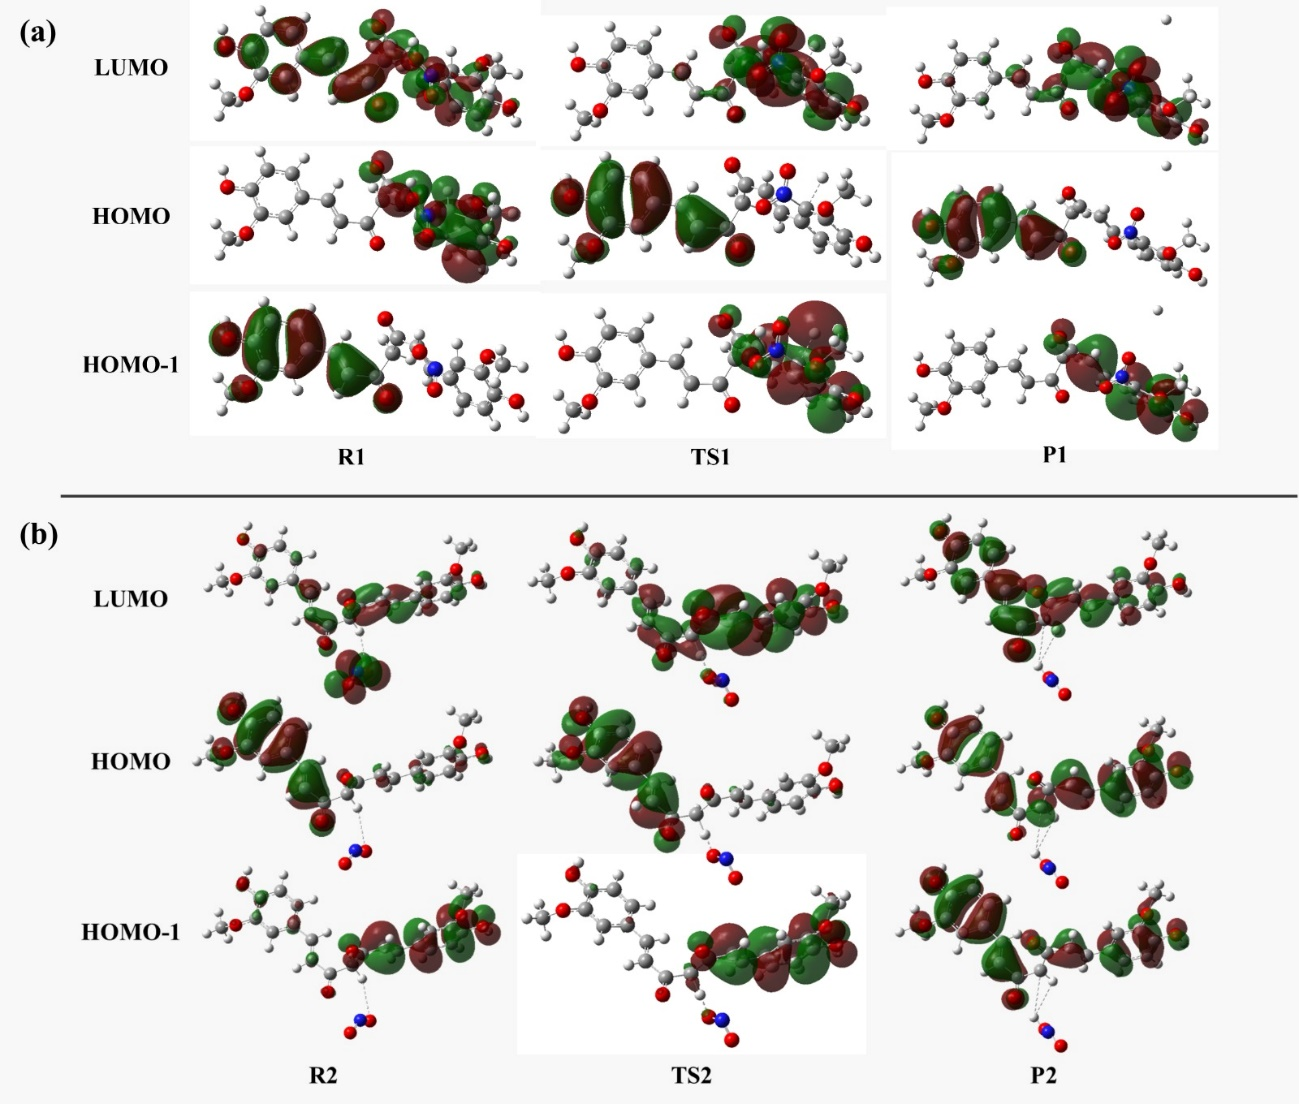 (a)
LUMO
HOMO
HOMO-1
R1 TS1 P1
(b)
LUMO
HOMO
HOMO-1
R2 TS2 P2